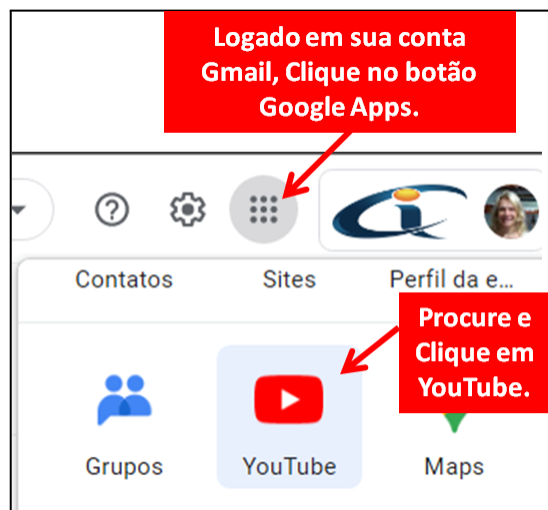 Logado em sua conta
Gmail, Clique no botão
Google Apps.
Contatos
Sites
Perfil da e...
Procure e
Clique em
YouTube.
Grupos
YouTube
Maps